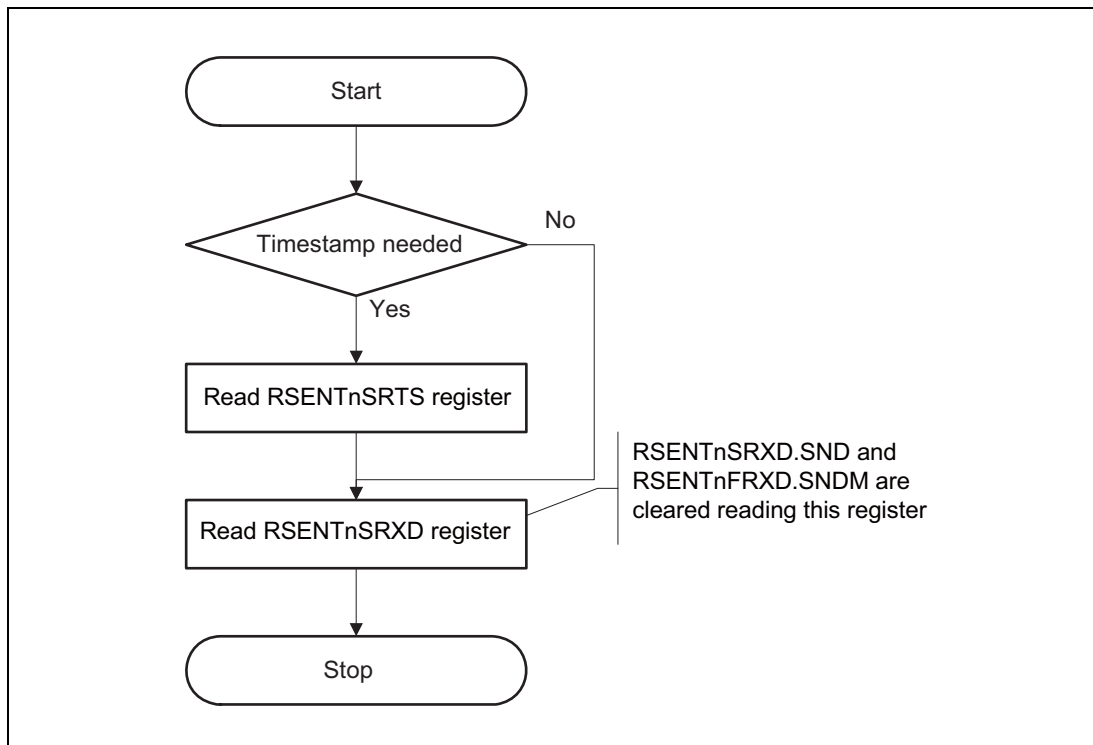 Start
No
Timestamp needed
Yes
Read RSENTnSRTS register
RSENTnSRXD.SND and
RSENTnFRXD.SNDM are
cleared reading this register
Read RSENTnSRXD register
Stop